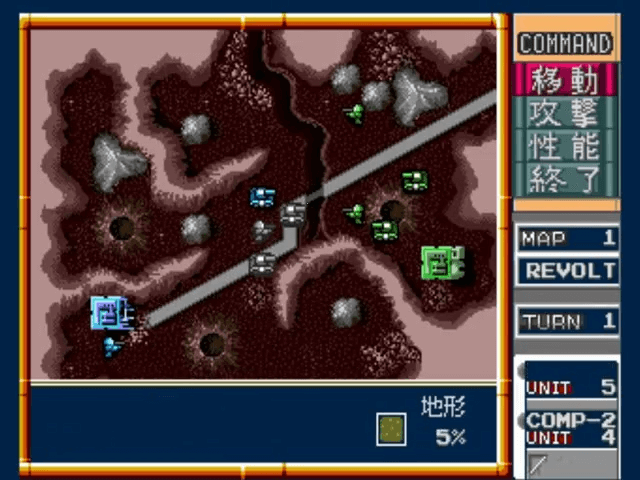 COMMAND
移動
攻撃
性能
終了
MAP 1
REVOLT
TURN 1
UNIT 5
COMP-2
UNIT 4
地形
5%